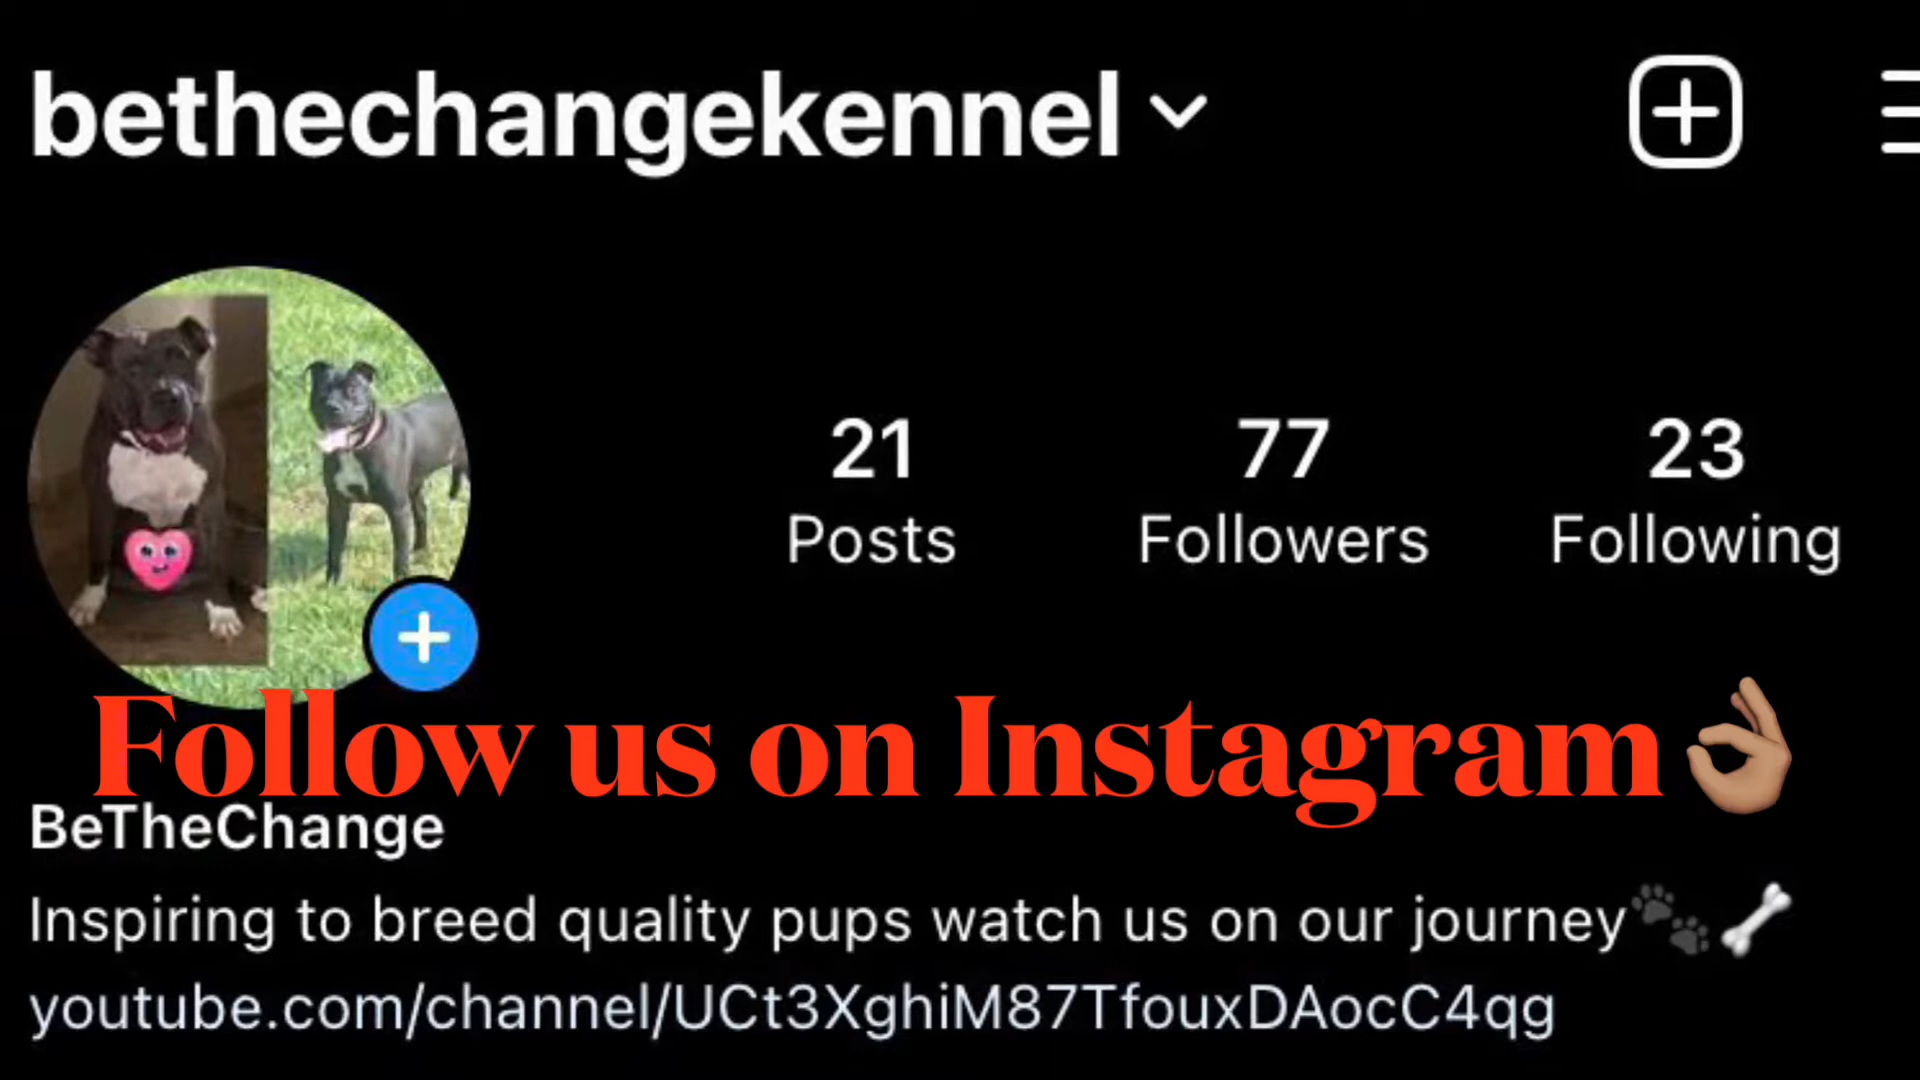 bethechangekennel
21 77 23
Posts Followers Following
Follow us on Instagram👌🏽
BeTheChange
Inspiring to breed quality pups watch us on our journey🐾🦴
youtube.com/channel/UCt3XghiM87TfouxDAocC4qg